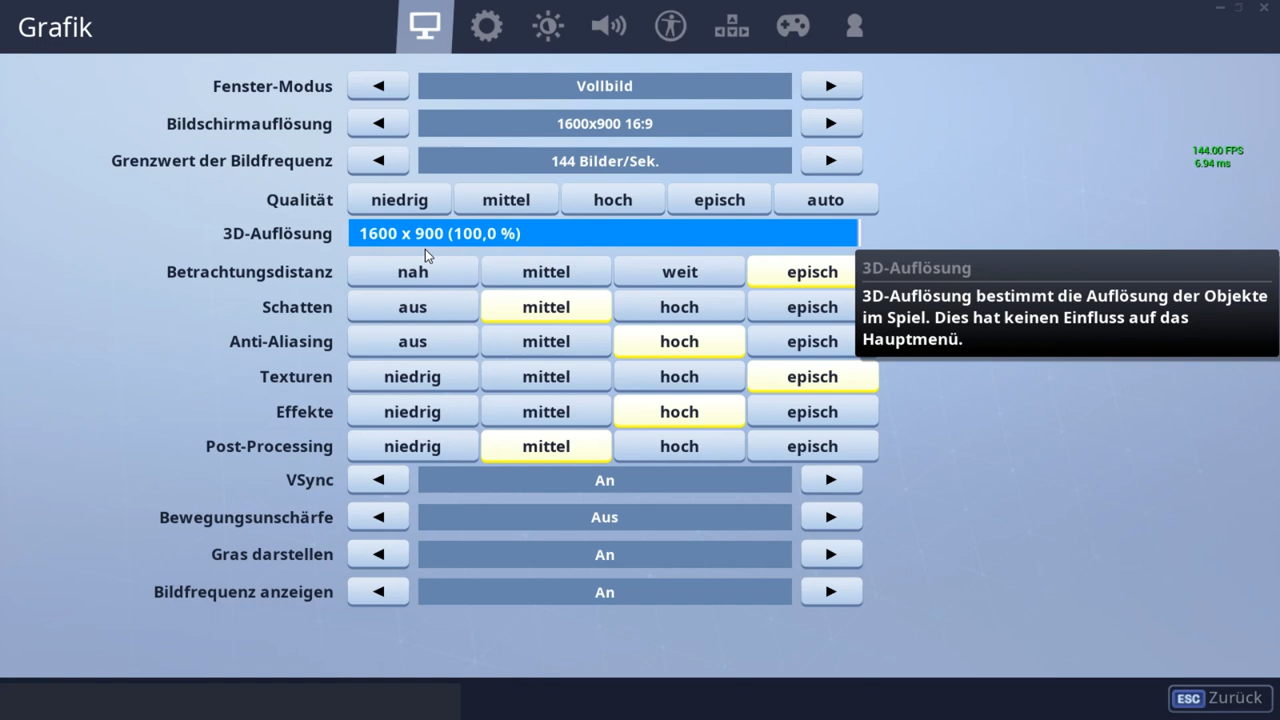 Grafik
Fenster-Modus ◄ Vollbild ►
Bildschirmauflösung ◄ 1600x900 16:9 ►
Grenzwert der Bildfrequenz ◄ 144 Bilder/Sek. ►
144.00 FPS
6.94 ms
Qualität niedrig mittel hoch episch auto
3D-Auflösung 1600 x 900 (100,0 %)
Betrachtungsdistanz nah mittel weit episch
3D-Auflösung
3D-Auflösung bestimmt die Auflösung der Objekte
im Spiel. Dies hat keinen Einfluss auf das
Hauptmenü.
Schatten aus mittel hoch episch
Anti-Aliasing aus mittel hoch episch
Texturen niedrig mittel hoch episch
Effekte niedrig mittel hoch episch
Post-Processing niedrig mittel hoch episch
VSync ◄ An ►
Bewegungsunschärfe ◄ Aus ►
Gras darstellen ◄ An ►
Bildfrequenz anzeigen ◄ An ►
ESC Zurück